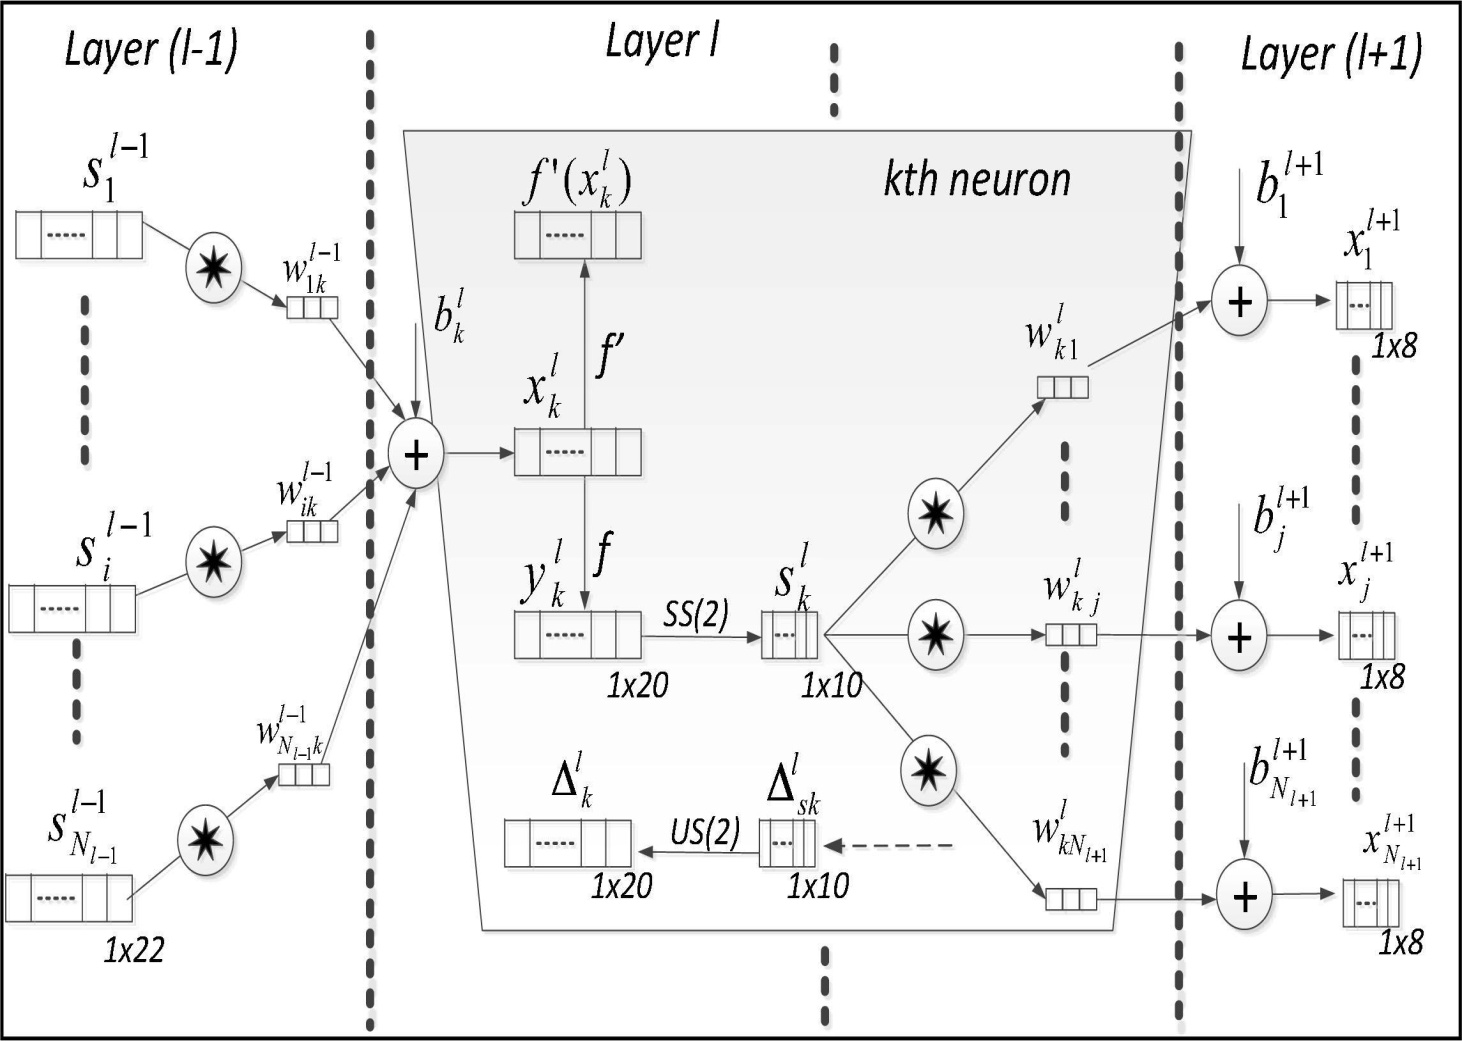 Layer (l-1)
Layer l
Layer (l+1)
s_1^{l-1}
w_{1k}^{l-1}
s_i^{l-1}
w_{ik}^{l-1}
s_{N_{l-1}}^{l-1}
w_{N_{l-1}k}^{l-1}
1x22
kth neuron
f'(x_k^l)
b_k^l
f'
x_k^l
+
f
y_k^l
SS(2)
s_k^l
1x20
1x10
Δ_k^l
US(2)
Δ_{sk}^l
1x20
1x10
w_{k1}^l
w_{kj}^l
w_{kN_{l+1}}^l
b_1^{l+1}
x_1^{l+1}
+
1x8
b_j^{l+1}
x_j^{l+1}
+
1x8
b_{N_{l+1}}^{l+1}
x_{N_{l+1}}^{l+1}
+
1x8